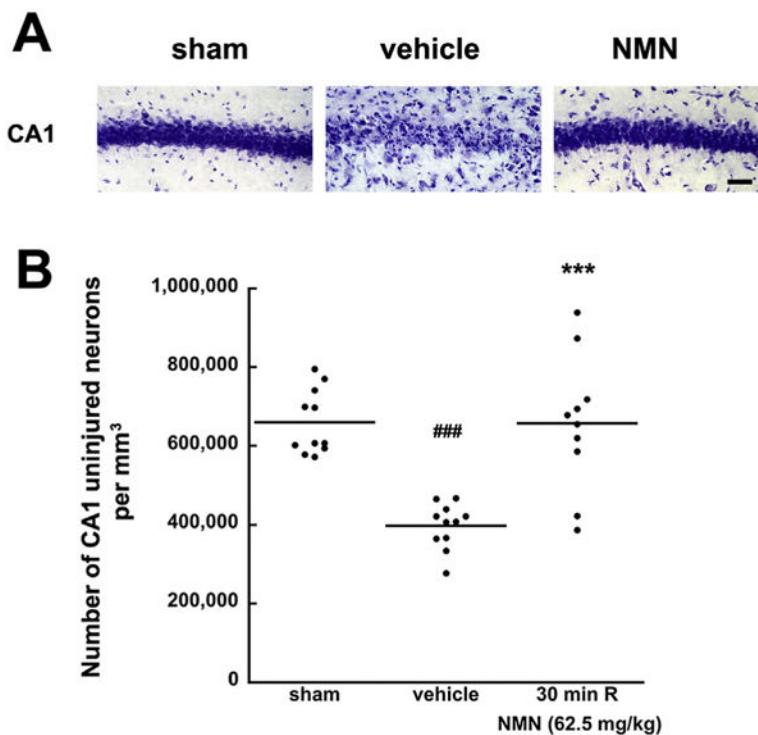 A
sham vehicle NMN
CA1
B
Number of CA1 uninjured neurons
per mm³
1,000,000
800,000
600,000
400,000
200,000
0
###
***
sham vehicle 30 min R
NMN (62.5 mg/kg)